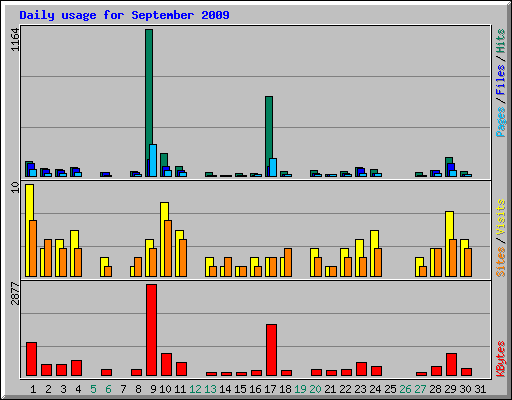 Daily usage for September 2009
1164
Pages / Files / Hits
10
Sites / Visits
2877
KBytes
1 2 3 4 5 6 7 8 9 10 11 12 13 14 15 16 17 18 19 20 21 22 23 24 25 26 27 28 29 30 31